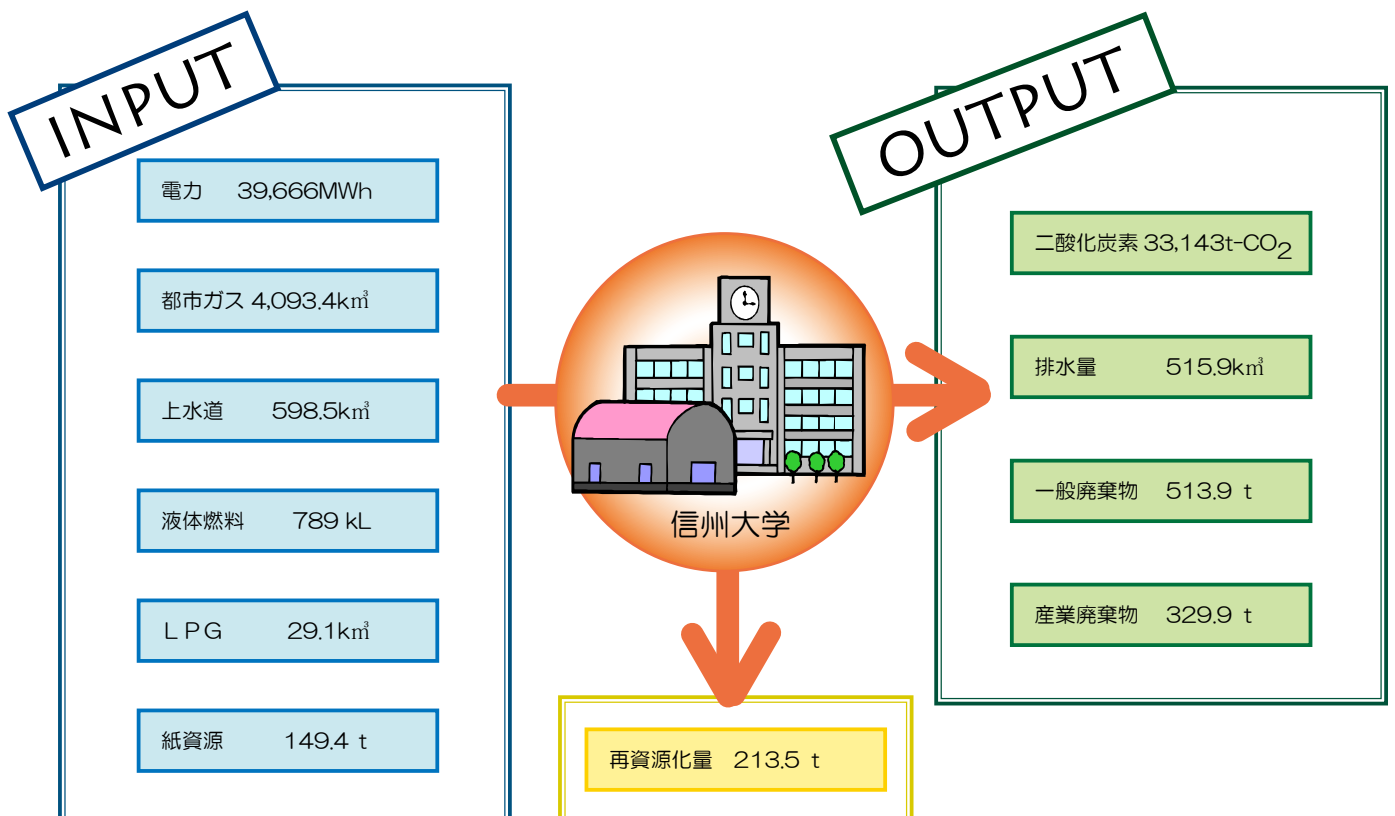 INPUT
電力 39,666MWh
都市ガス 4,093.4k㎥
上水道 598.5k㎥
液体燃料 789 kL
ＬＰＧ 29.1k㎥
紙資源 149.4 t
信州大学
再資源化量 213.5 t
OUTPUT
二酸化炭素 33,143t-CO₂
排水量 515.9k㎥
一般廃棄物 513.9 t
産業廃棄物 329.9 t